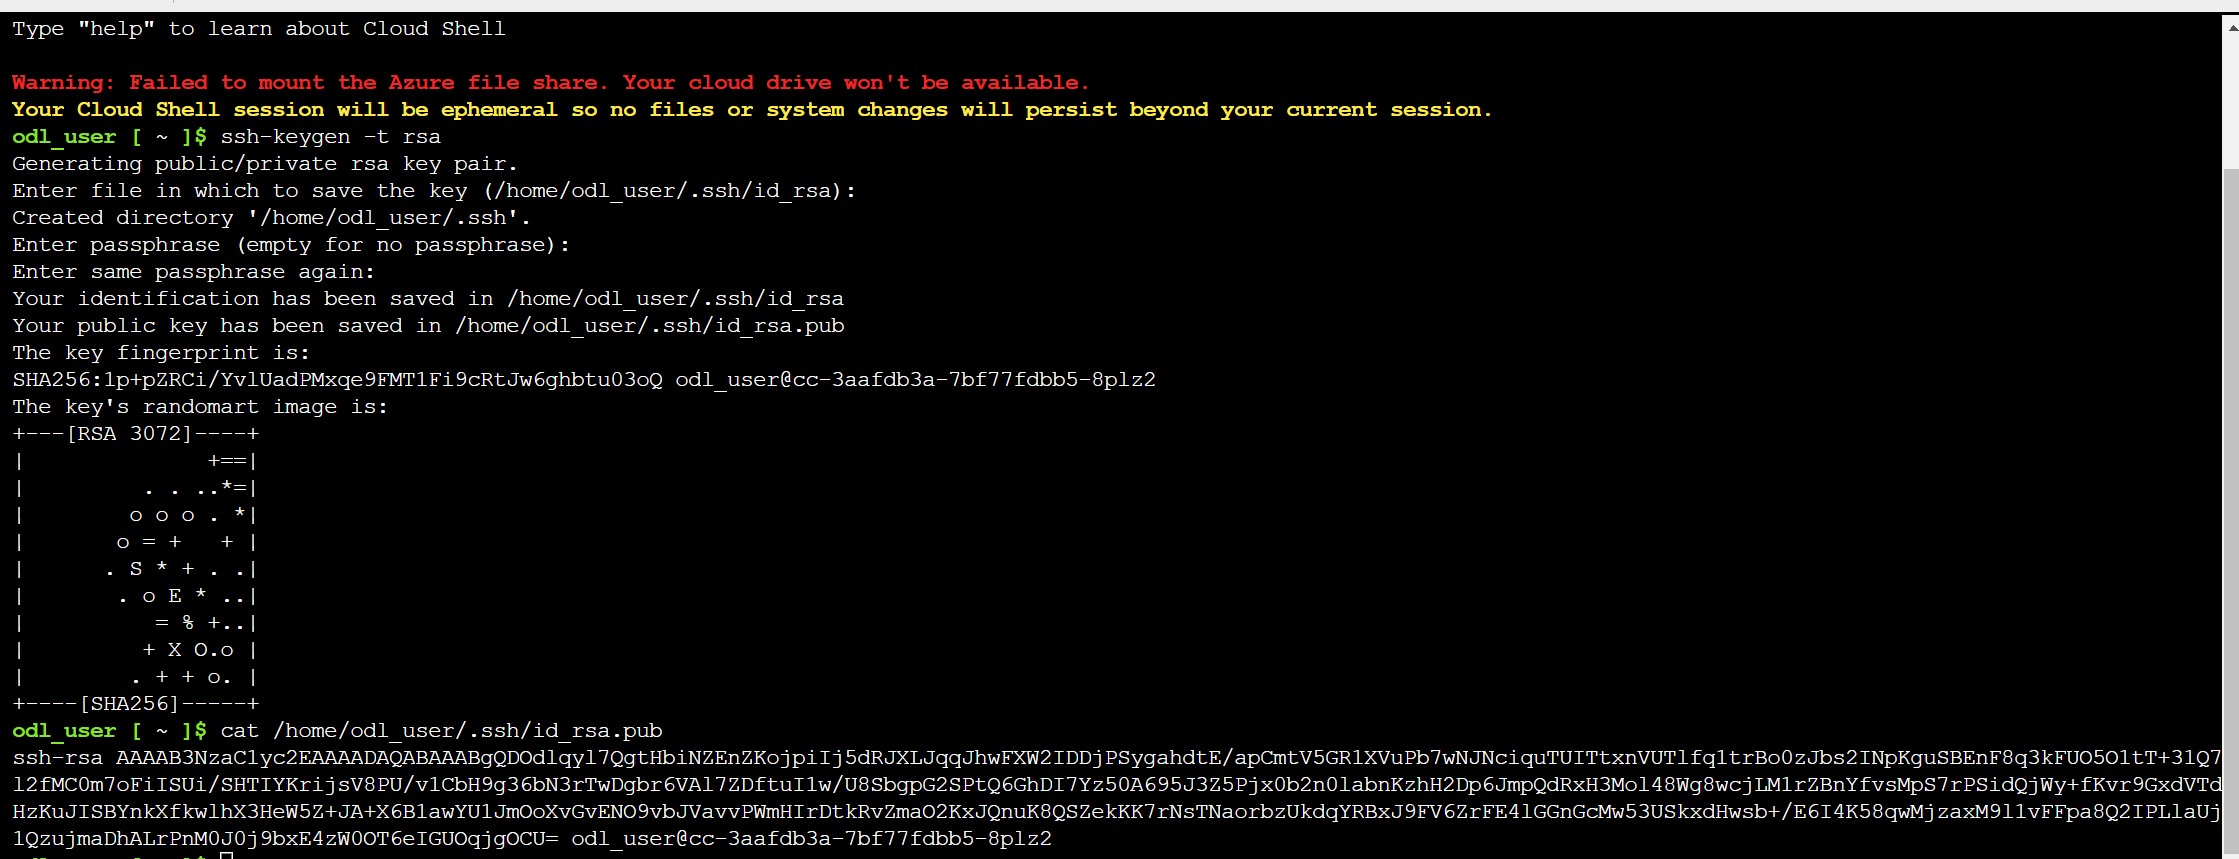 Type "help" to learn about Cloud Shell
Warning: Failed to mount the Azure file share. Your cloud drive won't be available.
Your Cloud Shell session will be ephemeral so no files or system changes will persist beyond your current session.
odl_user [ ~ ]$ ssh-keygen -t rsa
Generating public/private rsa key pair.
Enter file in which to save the key (/home/odl_user/.ssh/id_rsa):
Created directory '/home/odl_user/.ssh'.
Enter passphrase (empty for no passphrase):
Enter same passphrase again:
Your identification has been saved in /home/odl_user/.ssh/id_rsa
Your public key has been saved in /home/odl_user/.ssh/id_rsa.pub
The key fingerprint is:
SHA256:1p+pZRCi/YvlUadPMxqe9FMT1Fi9cRtJw6ghbtu03oQ odl_user@cc-3aafdb3a-7bf77fdbb5-8plz2
The key's randomart image is:
+---[RSA 3072]----+
|              +==|
|         . . ..*=|
|        o o o . *|
|       o = +   + |
|      . S * + . .|
|       . o E * ..|
|          = % +..|
|         + X O.o |
|        . + + o. |
+----[SHA256]-----+
odl_user [ ~ ]$ cat /home/odl_user/.ssh/id_rsa.pub
ssh-rsa AAAAB3NzaC1yc2EAAAADAQABAAABgQDOdlqyl7QgtHbiNZEnZKojpiIj5dRJXLJqqJhwFXW2IDDjPSygahdtE/apCmtV5GRlXVuPb7wNJNciquTUITtxnVUTlfq1trBo0zJbs2INpKguSBEnF8q3kFUO5O1tT+31Q7
l2fMC0m7oFiISUi/SHTIYKrijsV8PU/v1CbH9g36bN3rTwDgbr6VAl7ZDftuI1w/U8SbgpG2SPtQ6GhDI7Yz50A695J3Z5Pjx0b2n0labnKzhH2Dp6JmpQdRxH3Mol48Wg8wcjLM1rZBnYfvsMpS7rPSidQjWy+fKvr9GxdVTd
HzKuJISBYnkXfkwlhX3HeW5Z+JA+X6B1awYU1JmOoXvGvENO9vbJVavvPWmHIrDtkRvZmaO2KxJQnuK8QSZekKK7rNsTNaorbzUkdqYRBxJ9FV6ZrFE4lGGnGcMw53USkxdHwsb+/E6I4K58qwMjzaxM9l1vFFpa8Q2IPLlaUj
1QzujmaDhALrPnM0J0j9bxE4zW0OT6eIGUOqjgOCU= odl_user@cc-3aafdb3a-7bf77fdbb5-8plz2